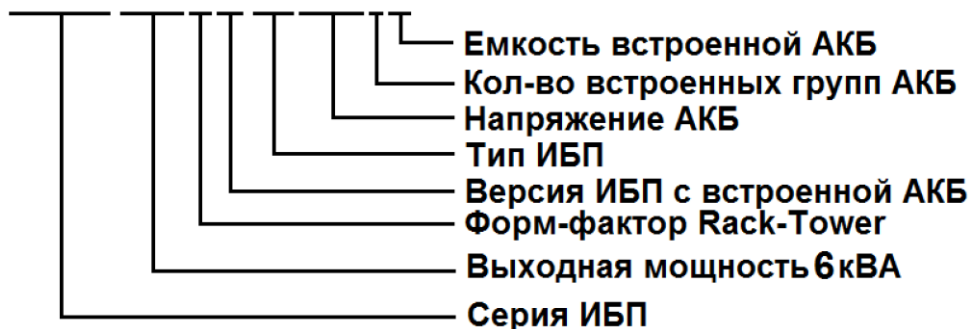 Емкость встроенной АКБ
Кол-во встроенных групп АКБ
Напряжение АКБ
Тип ИБП
Версия ИБП с встроенной АКБ
Форм-фактор Rack-Tower
Выходная мощность 6 кВА
Серия ИБП